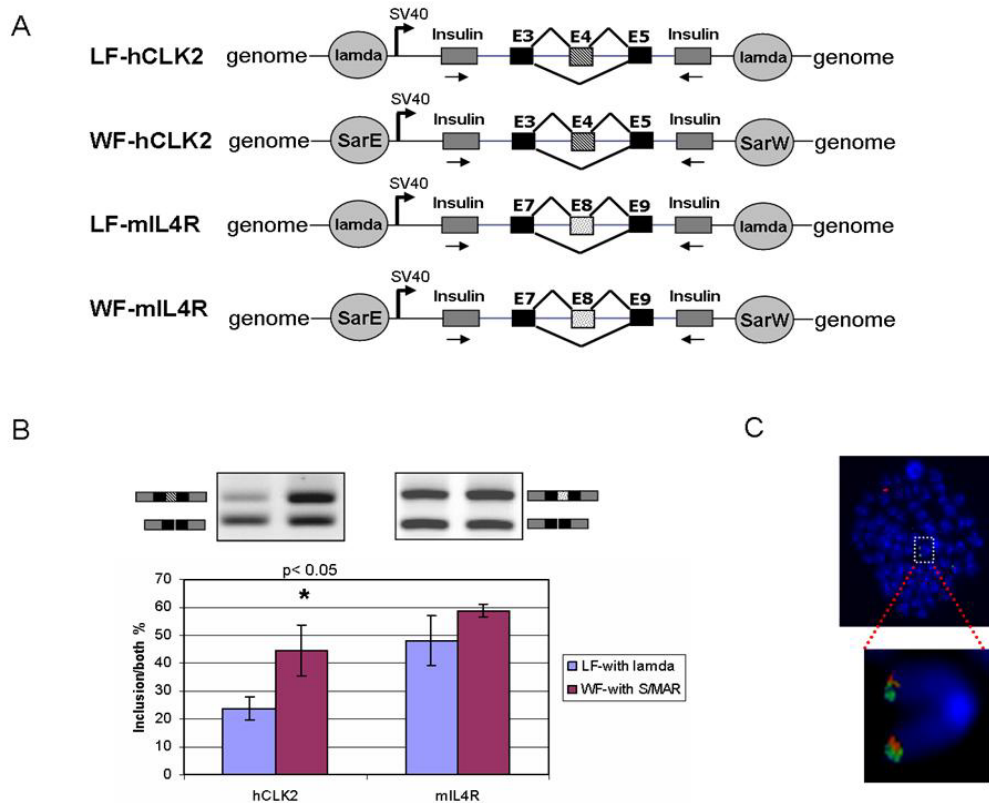 A
LF-hCLK2
genome lamda SV40 Insulin E3 E4 E5 Insulin lamda genome
WF-hCLK2
genome SarE SV40 Insulin E3 E4 E5 Insulin SarW genome
LF-mIL4R
genome lamda SV40 Insulin E7 E8 E9 Insulin lamda genome
WF-mIL4R
genome SarE SV40 Insulin E7 E8 E9 Insulin SarW genome
B
p< 0.05
*
Inclusion/both %
70
60
50
40
30
20
10
0
hCLK2 mIL4R
LF-with lamda
WF-with S/MAR
C